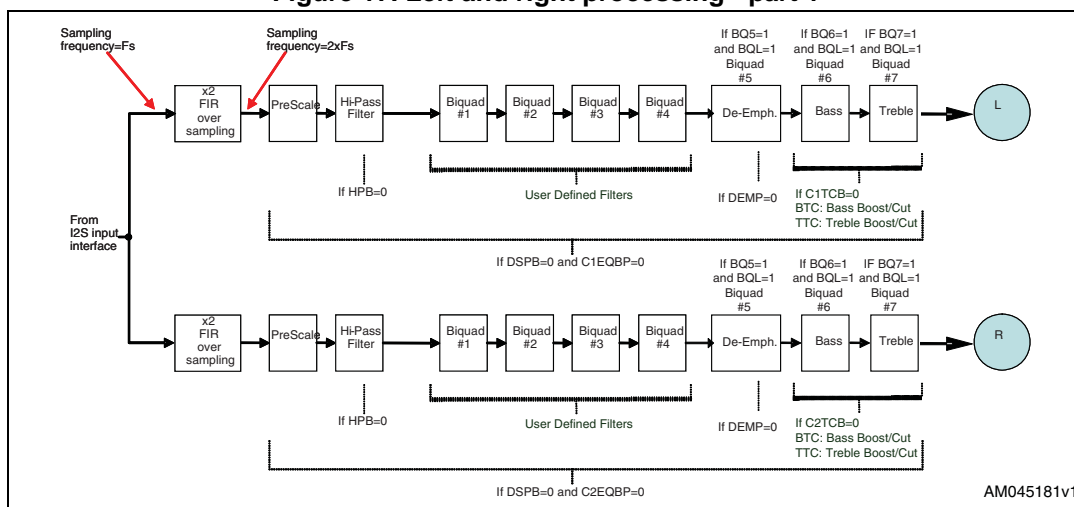 Figure 17. Left and right processing - part 1
Sampling
frequency=Fs
Sampling
frequency=2xFs
If BQ5=1
and BQL=1
Biquad
#5
If BQ6=1
and BQL=1
Biquad
#6
IF BQ7=1
and BQL=1
Biquad
#7
x2
FIR
over
sampling
PreScale
Hi-Pass
Filter
Biquad
#1
Biquad
#2
Biquad
#3
Biquad
#4
De-Emph.
Bass
Treble
L
If HPB=0
User Defined Filters
If DEMP=0
If C1TCB=0
BTC: Bass Boost/Cut
TTC: Treble Boost/Cut
From
I2S input
interface
If DSPB=0 and C1EQBP=0
If BQ5=1
and BQL=1
Biquad
#5
If BQ6=1
and BQL=1
Biquad
#6
IF BQ7=1
and BQL=1
Biquad
#7
x2
FIR
over
sampling
PreScale
Hi-Pass
Filter
Biquad
#1
Biquad
#2
Biquad
#3
Biquad
#4
De-Emph.
Bass
Treble
R
If HPB=0
User Defined Filters
If DEMP=0
If C2TCB=0
BTC: Bass Boost/Cut
TTC: Treble Boost/Cut
If DSPB=0 and C2EQBP=0
AM045181v1